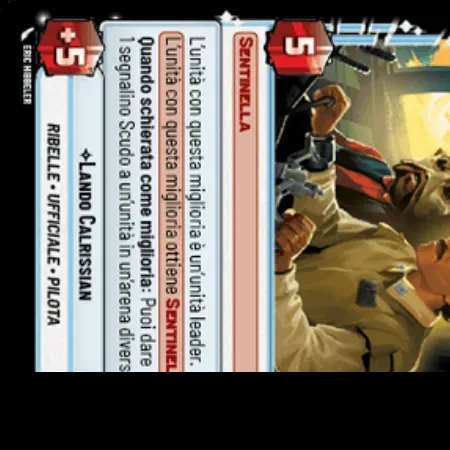 5
SENTINELLA
L'unità con questa miglioria è un'unità leader.
L'unità con questa miglioria ottiene SENTINEL
Quando schierata come miglioria: Puoi dare
1 segnalino Scudo a un'unità in un'arena divers
+5
LANDO CALRISSIAN
RIBELLE • UFFICIALE • PILOTA
ERIC HIBBELER